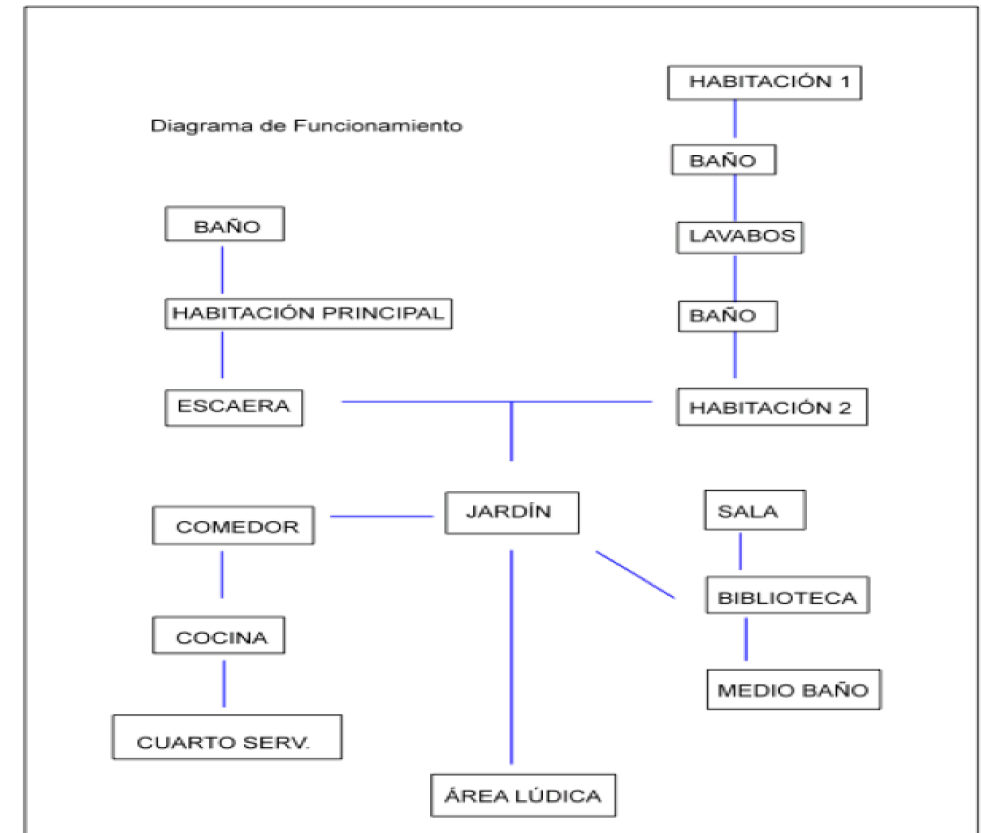 HABITACIÓN 1
Diagrama de Funcionamiento
BAÑO
BAÑO
LAVABOS
HABITACIÓN PRINCIPAL
BAÑO
ESCAERA
HABITACIÓN 2
JARDÍN
SALA
COMEDOR
BIBLIOTECA
COCINA
MEDIO BAÑO
CUARTO SERV.
ÁREA LÚDICA